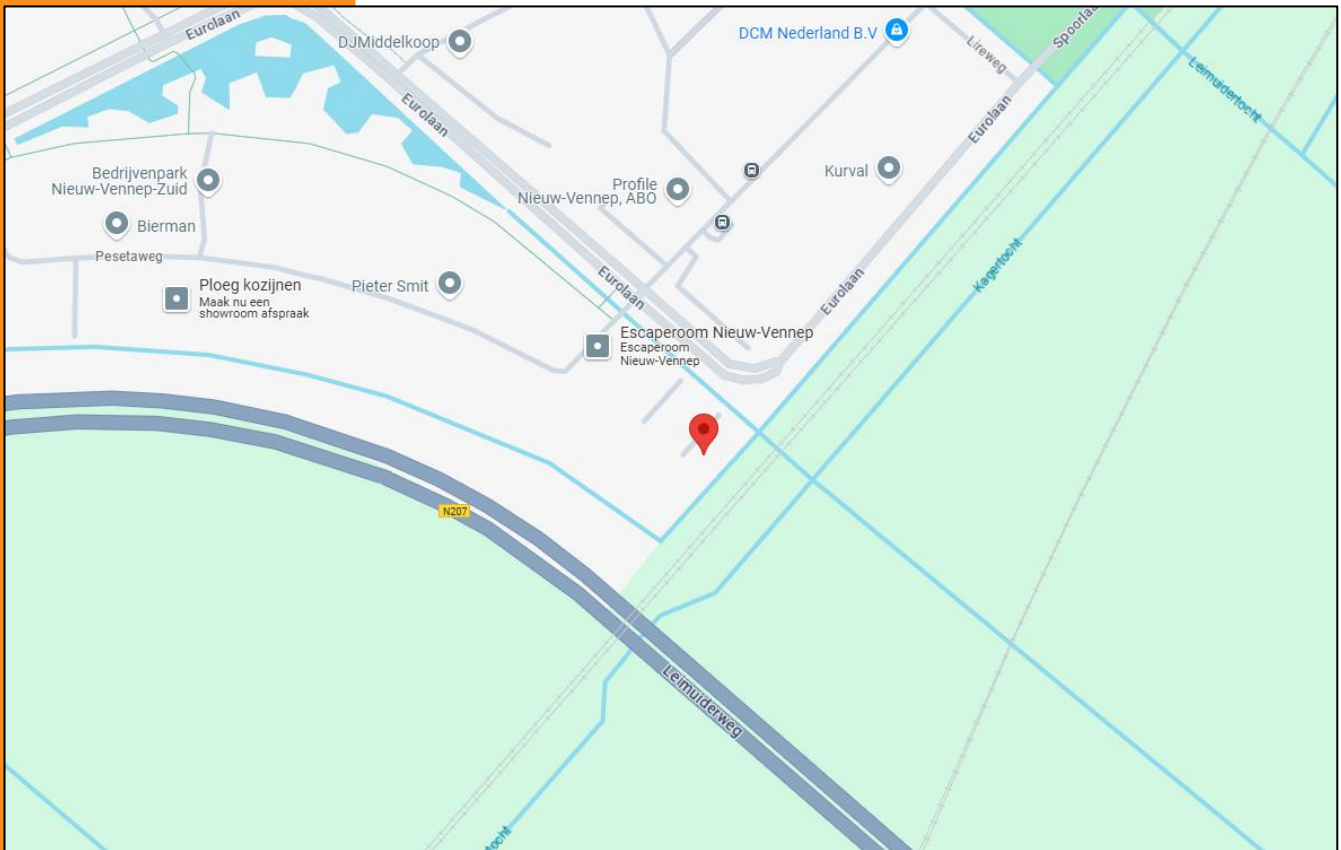 Eurolaan
DJMiddelkoop
DCM Nederland B.V
Lireweg
Spoorlaa
Leimuidertocht
Eurolaan
Eurolaan
Bedrijvenpark
Nieuw-Vennep-Zuid
Bierman
Profile
Nieuw-Vennep, ABO
Kurval
Pesetaweg
Kagertocht
Ploeg kozijnen
Maak nu een
showroom afspraak
Pieter Smit
Eurolaan
Eurolaan
Escaperoom Nieuw-Vennep
Escaperoom
Nieuw-Vennep
N207
Leimuiderweg
tocht